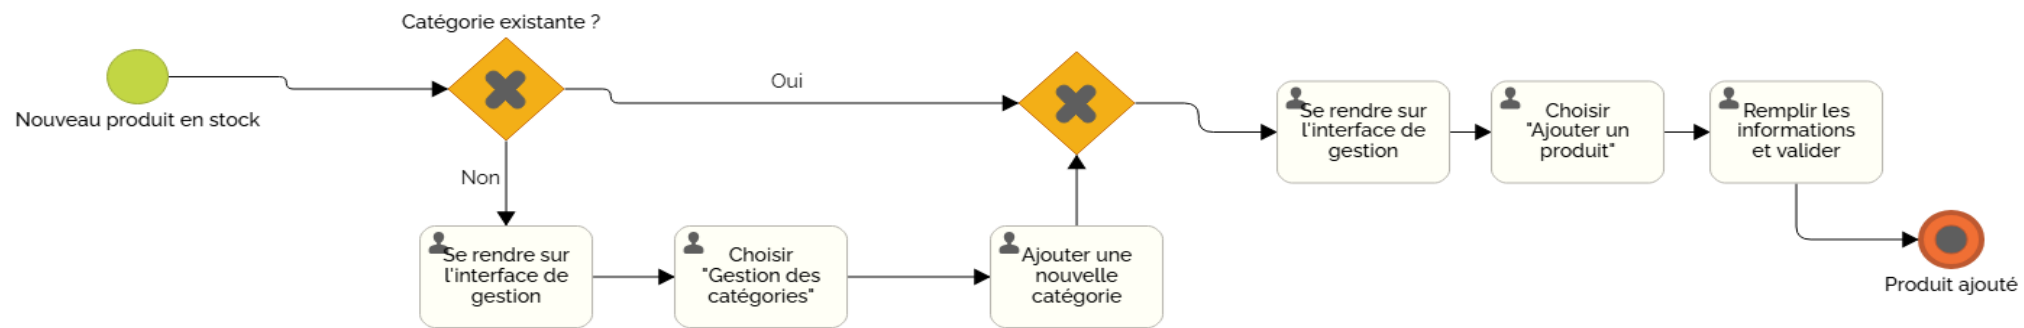 Catégorie existante ?
Nouveau produit en stock
Oui
Non
Se rendre sur
l'interface de
gestion
Choisir
"Gestion des
catégories"
Ajouter une
nouvelle
catégorie
Se rendre sur
l'interface de
gestion
Choisir
"Ajouter un
produit"
Remplir les
informations
et valider
Produit ajouté